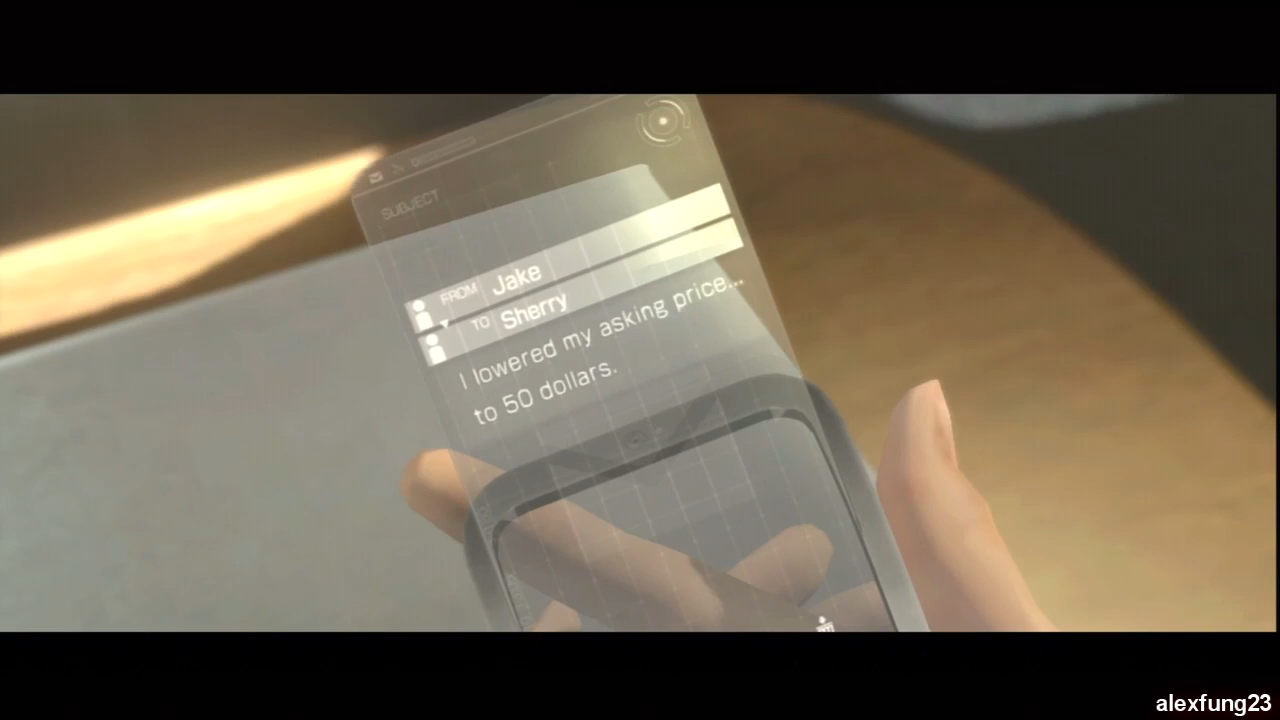 SUBJECT
FROM Jake
TO Sherry
I lowered my asking price...
to 50 dollars.
alexfung23